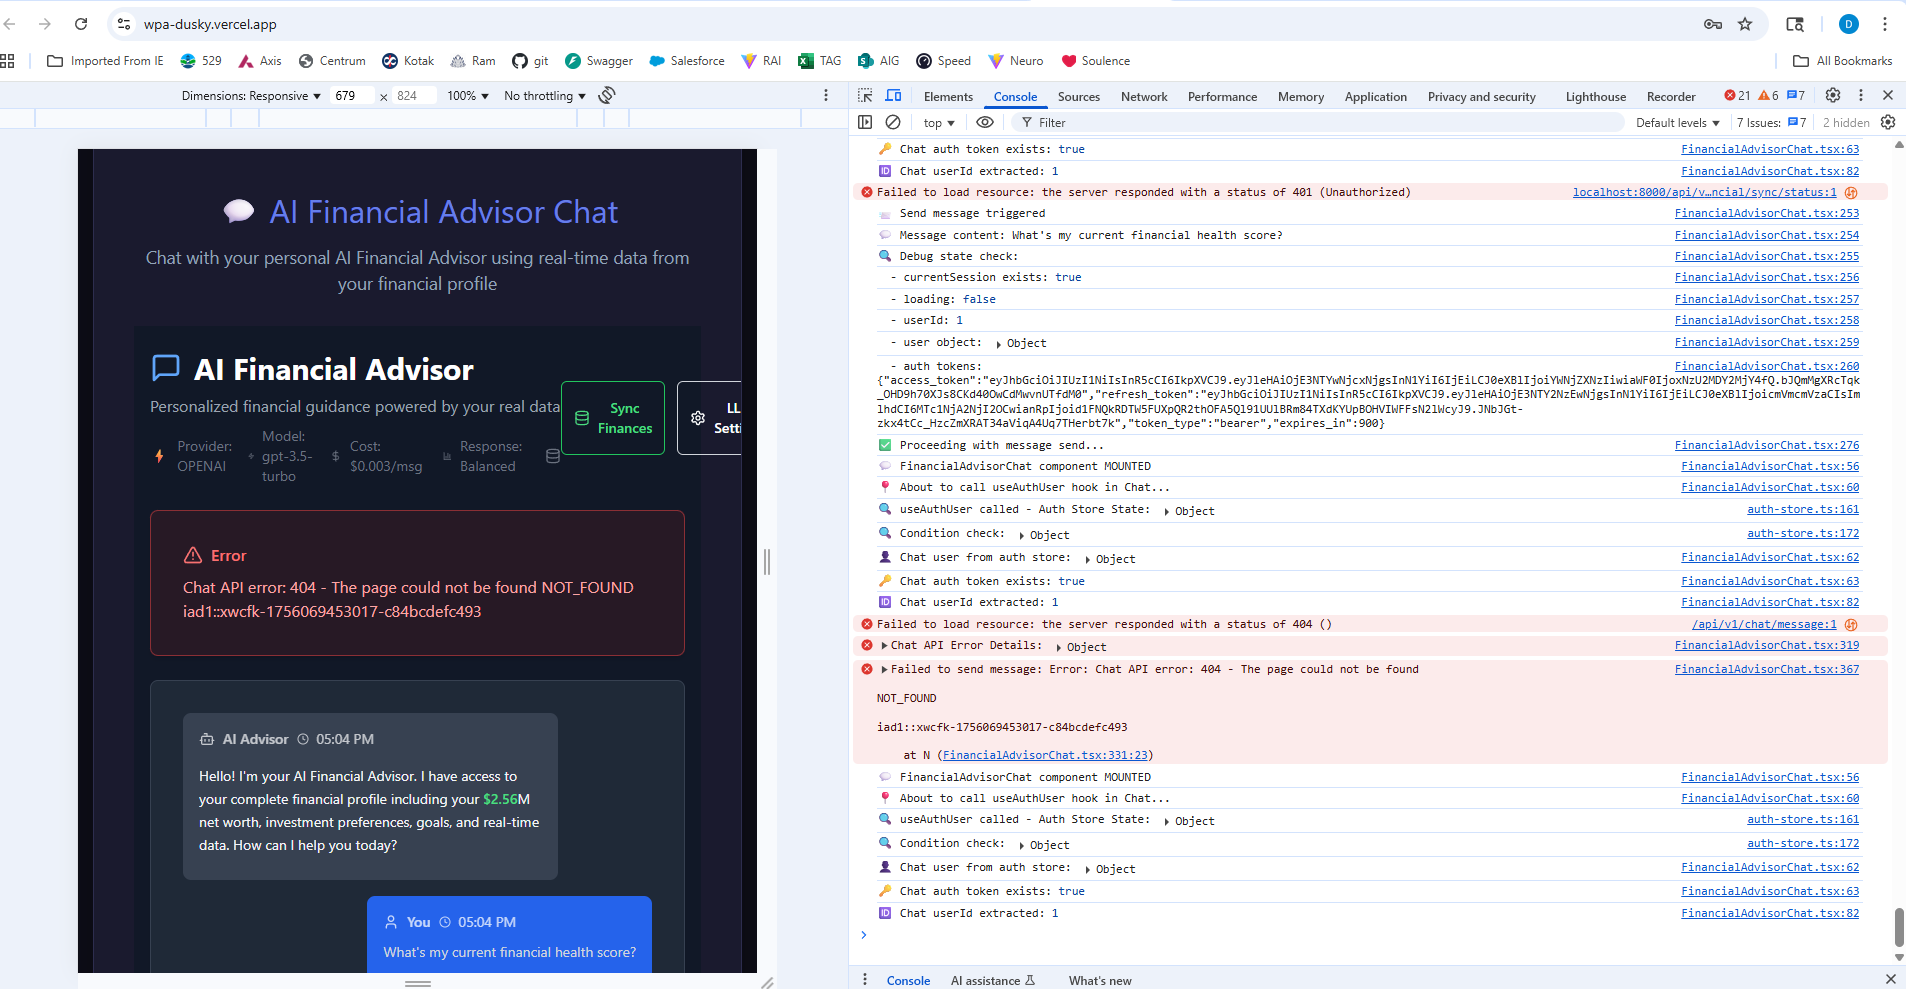 wpa-dusky.vercel.app
D
Imported From IE
529
Axis
Centrum
Kotak
Ram
git
Swagger
Salesforce
RAI
TAG
AIG
Speed
Neuro
Soulence
All Bookmarks
Dimensions: Responsive
679
×
824
100%
No throttling
AI Financial Advisor Chat
Chat with your personal AI Financial Advisor using real-time data from
your financial profile
AI Financial Advisor
Personalized financial guidance powered by your real data
Sync
Finances
LL
Setti
Provider:
OPENAI
Model:
gpt-3.5-
turbo
$
Cost:
$0.003/msg
Response:
Balanced
Error
Chat API error: 404 - The page could not be found NOT_FOUND
iad1::xwcfk-1756069453017-c84bcdefc493
AI Advisor 05:04 PM
Hello! I'm your AI Financial Advisor. I have access to
your complete financial profile including your $2.56M
net worth, investment preferences, goals, and real-time
data. How can I help you today?
You 05:04 PM
What's my current financial health score?
Elements Console Sources Network Performance Memory Application Privacy and security Lighthouse Recorder 21 6 7
top Filter Default levels 7 Issues: 7 2 hidden
Chat auth token exists: true FinancialAdvisorChat.tsx:63
ID Chat userId extracted: 1 FinancialAdvisorChat.tsx:82
Failed to load resource: the server responded with a status of 401 (Unauthorized) localhost:8000/api/v…ncial/sync/status:1
Send message triggered FinancialAdvisorChat.tsx:253
Message content: What's my current financial health score? FinancialAdvisorChat.tsx:254
Debug state check: FinancialAdvisorChat.tsx:255
- currentSession exists: true FinancialAdvisorChat.tsx:256
- loading: false FinancialAdvisorChat.tsx:257
- userId: 1 FinancialAdvisorChat.tsx:258
- user object: Object FinancialAdvisorChat.tsx:259
- auth tokens: FinancialAdvisorChat.tsx:260
{"access_token":"
","refresh_token":"
","token_type":"bearer","expires_in":900}
Proceeding with message send... FinancialAdvisorChat.tsx:276
FinancialAdvisorChat component MOUNTED FinancialAdvisorChat.tsx:56
About to call useAuthUser hook in Chat... FinancialAdvisorChat.tsx:60
useAuthUser called - Auth Store State: Object auth-store.ts:161
Condition check: Object auth-store.ts:172
Chat user from auth store: Object FinancialAdvisorChat.tsx:62
Chat auth token exists: true FinancialAdvisorChat.tsx:63
ID Chat userId extracted: 1 FinancialAdvisorChat.tsx:82
Failed to load resource: the server responded with a status of 404 () /api/v1/chat/message:1
Chat API Error Details: Object FinancialAdvisorChat.tsx:319
Failed to send message: Error: Chat API error: 404 - The page could not be found FinancialAdvisorChat.tsx:367
NOT_FOUND
iad1::xwcfk-1756069453017-c84bcdefc493
at N (FinancialAdvisorChat.tsx:331:23)
FinancialAdvisorChat component MOUNTED FinancialAdvisorChat.tsx:56
About to call useAuthUser hook in Chat... FinancialAdvisorChat.tsx:60
useAuthUser called - Auth Store State: Object auth-store.ts:161
Condition check: Object auth-store.ts:172
Chat user from auth store: Object FinancialAdvisorChat.tsx:62
Chat auth token exists: true FinancialAdvisorChat.tsx:63
ID Chat userId extracted: 1 FinancialAdvisorChat.tsx:82
Console AI assistance What's new